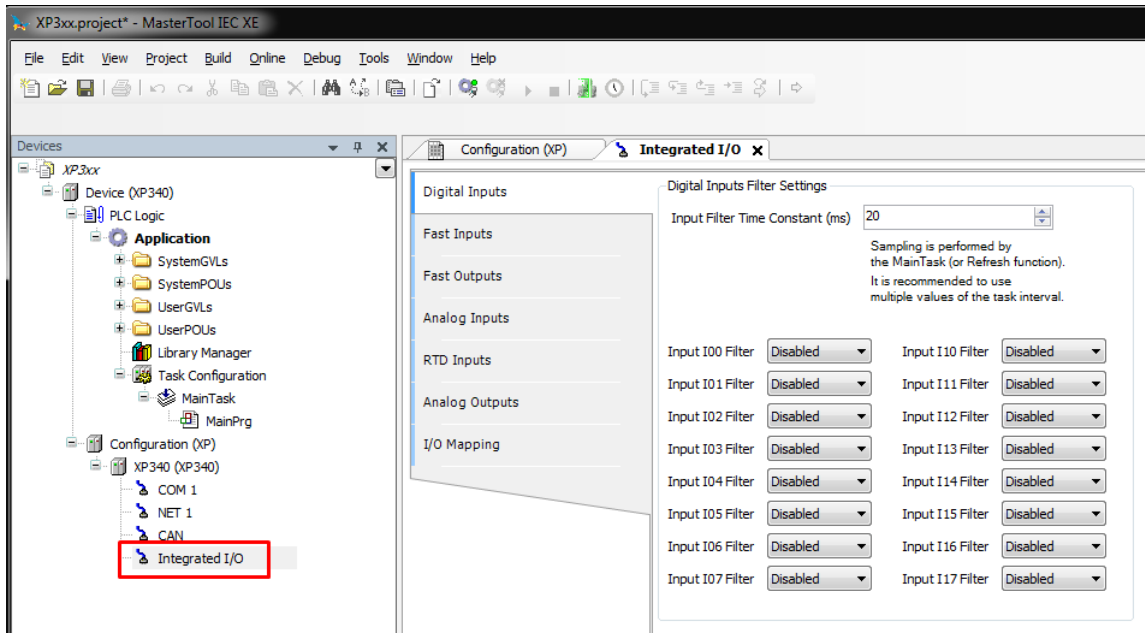 XP3xx.project* - MasterTool IEC XE
File Edit View Project Build Online Debug Tools Window Help
Devices
XP3xx
Device (XP340)
PLC Logic
Application
SystemGVLs
SystemPOUs
UserGVLs
UserPOUs
Library Manager
Task Configuration
MainTask
MainPrg
Configuration (XP)
XP340 (XP340)
COM 1
NET 1
CAN
Integrated I/O
Configuration (XP) Integrated I/O
Digital Inputs
Fast Inputs
Fast Outputs
Analog Inputs
RTD Inputs
Analog Outputs
I/O Mapping
Digital Inputs Filter Settings
Input Filter Time Constant (ms) 20
Sampling is performed by
the MainTask (or Refresh function).
It is recommended to use
multiple values of the task interval.
Input I00 Filter Disabled Input I10 Filter Disabled
Input I01 Filter Disabled Input I11 Filter Disabled
Input I02 Filter Disabled Input I12 Filter Disabled
Input I03 Filter Disabled Input I13 Filter Disabled
Input I04 Filter Disabled Input I14 Filter Disabled
Input I05 Filter Disabled Input I15 Filter Disabled
Input I06 Filter Disabled Input I16 Filter Disabled
Input I07 Filter Disabled Input I17 Filter Disabled